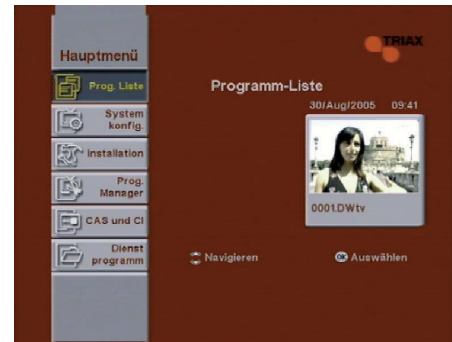 Hauptmenü
TRIAX
Prog. Liste
Programm-Liste
30/Aug/2005 09:41
System
konfig.
Installation
Prog.
Manager
0001.DWtv
CAS und CI
Dienst
programm
Navigieren
OK Auswählen